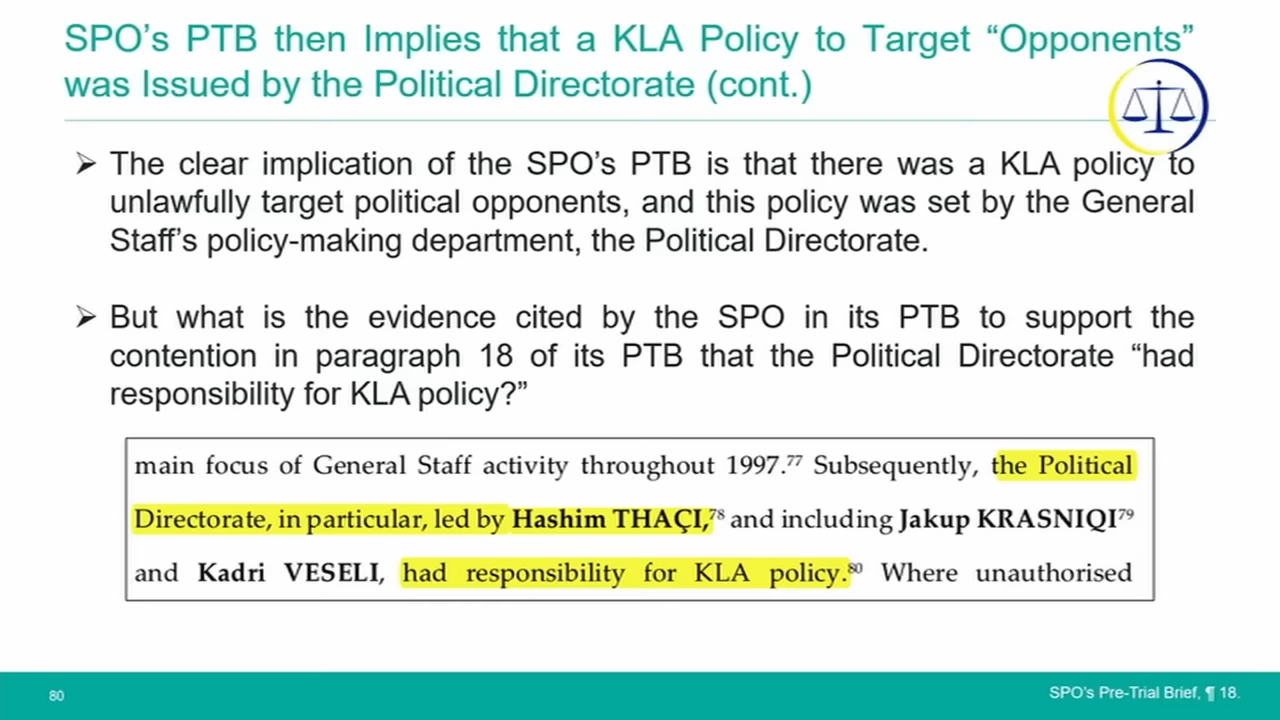 SPO’s PTB then Implies that a KLA Policy to Target “Opponents”
was Issued by the Political Directorate (cont.)
➢ The clear implication of the SPO’s PTB is that there was a KLA policy to
unlawfully target political opponents, and this policy was set by the General
Staff’s policy-making department, the Political Directorate.
➢ But what is the evidence cited by the SPO in its PTB to support the
contention in paragraph 18 of its PTB that the Political Directorate “had
responsibility for KLA policy?”
main focus of General Staff activity throughout 1997.⁷⁷ Subsequently, the Political
Directorate, in particular, led by Hashim THAÇI,⁷⁸ and including Jakup KRASNIQI⁷⁹
and Kadri VESELI, had responsibility for KLA policy.⁸⁰ Where unauthorised
80
SPO’s Pre-Trial Brief, ¶ 18.